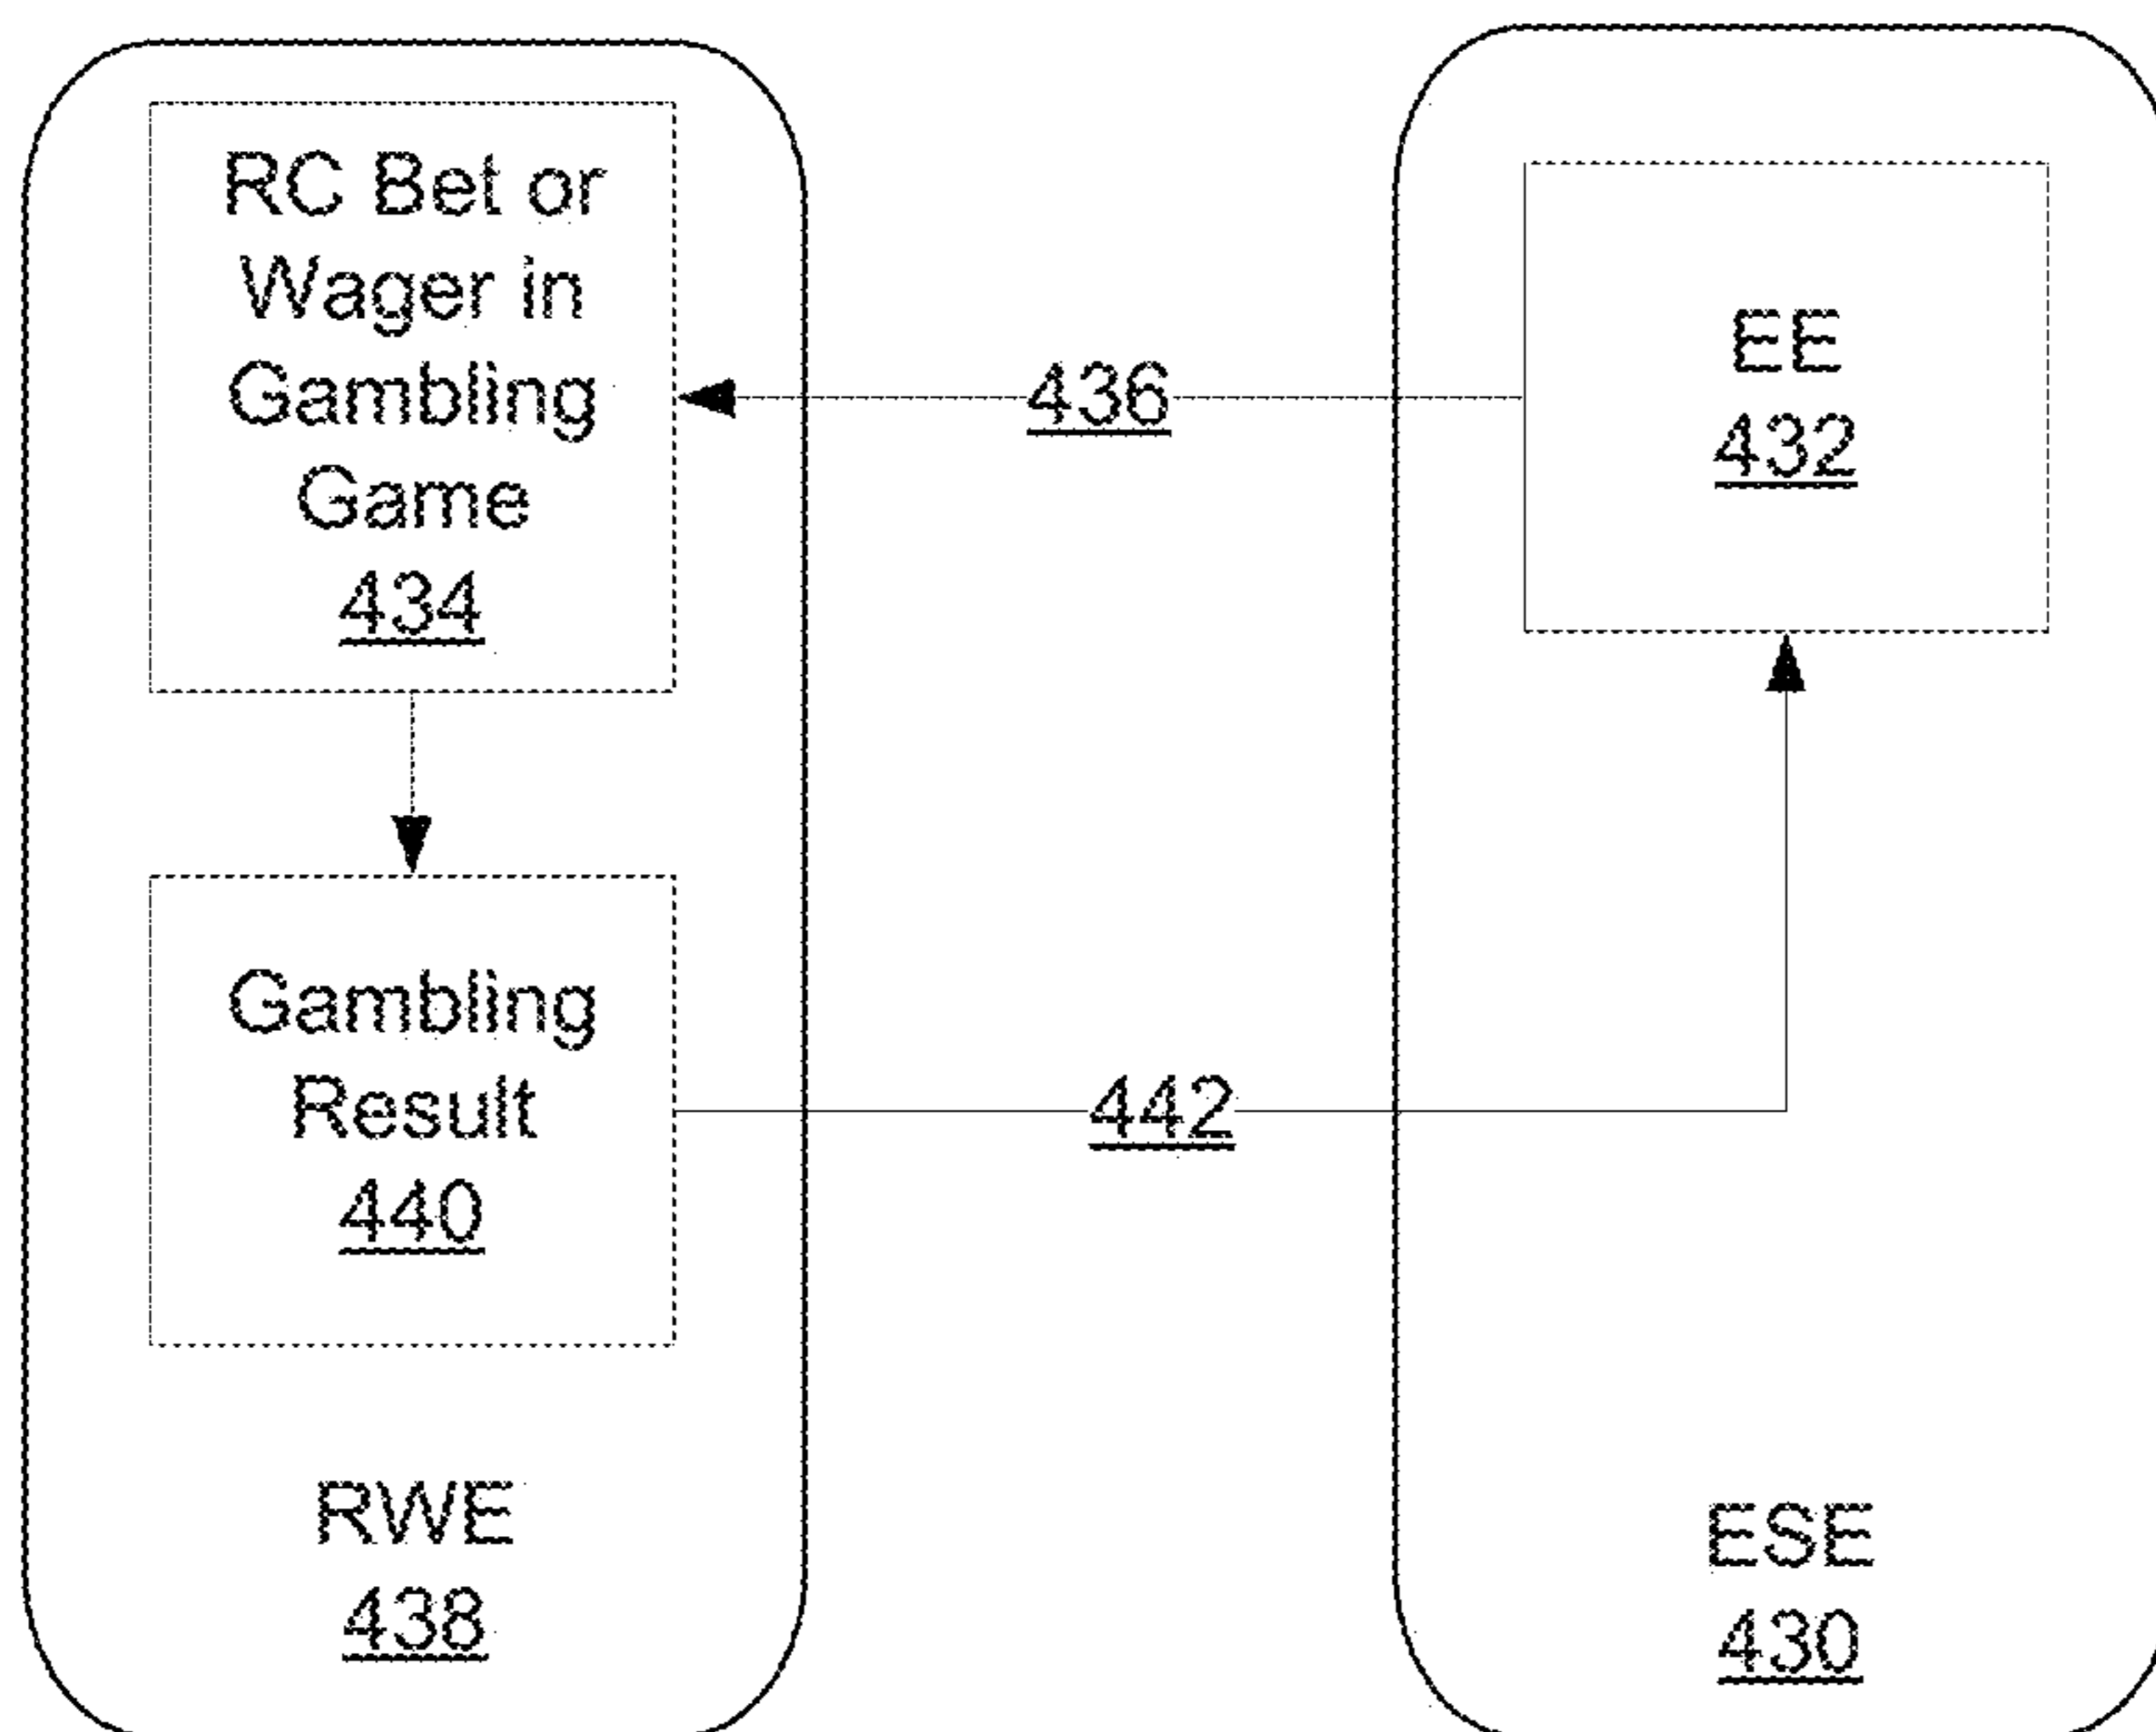 RC Bet or
Wager in
Gambling
Game
434
436
EE
432
Gambling
Result
440
442
RWE
438
ESE
430